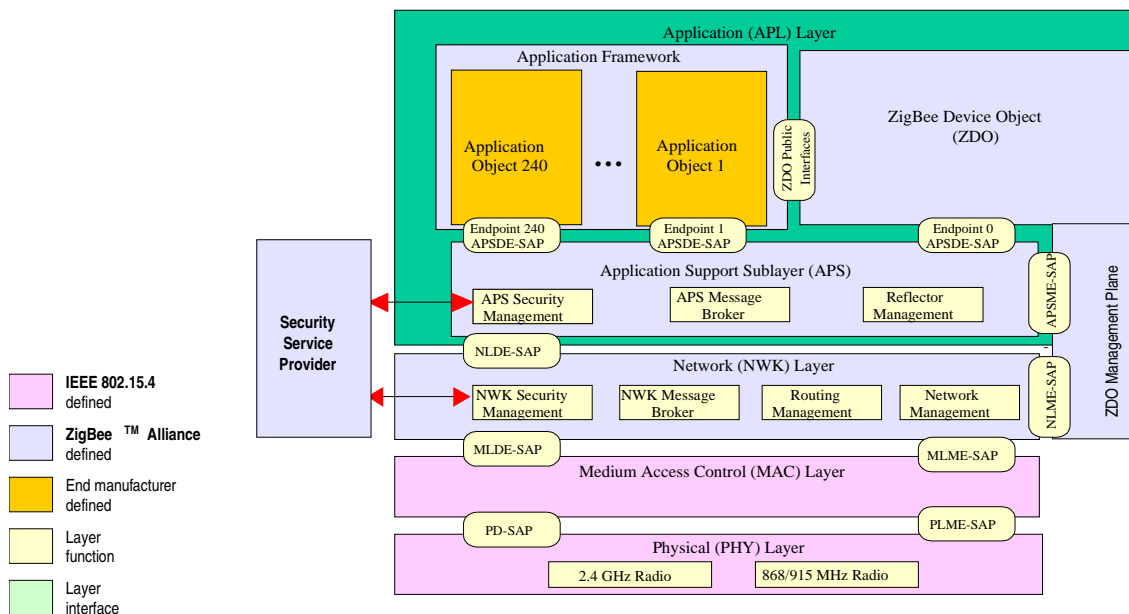 Application (APL) Layer
Application Framework
Application
Object 240
...
Application
Object 1
ZDO Public
Interfaces
ZigBee Device Object
(ZDO)
Endpoint 240
APSDE-SAP
Endpoint 1
APSDE-SAP
Endpoint 0
APSDE-SAP
Application Support Sublayer (APS)
APS Security
Management
APS Message
Broker
Reflector
Management
APSME-SAP
ZDO Management Plane
Security
Service
Provider
NLDE-SAP
Network (NWK) Layer
NWK Security
Management
NWK Message
Broker
Routing
Management
Network
Management
NLME-SAP
MLDE-SAP
MLME-SAP
Medium Access Control (MAC) Layer
PD-SAP
PLME-SAP
Physical (PHY) Layer
2.4 GHz Radio
868/915 MHz Radio
IEEE 802.15.4
defined
ZigBee TM Alliance
defined
End manufacturer
defined
Layer
function
Layer
interface